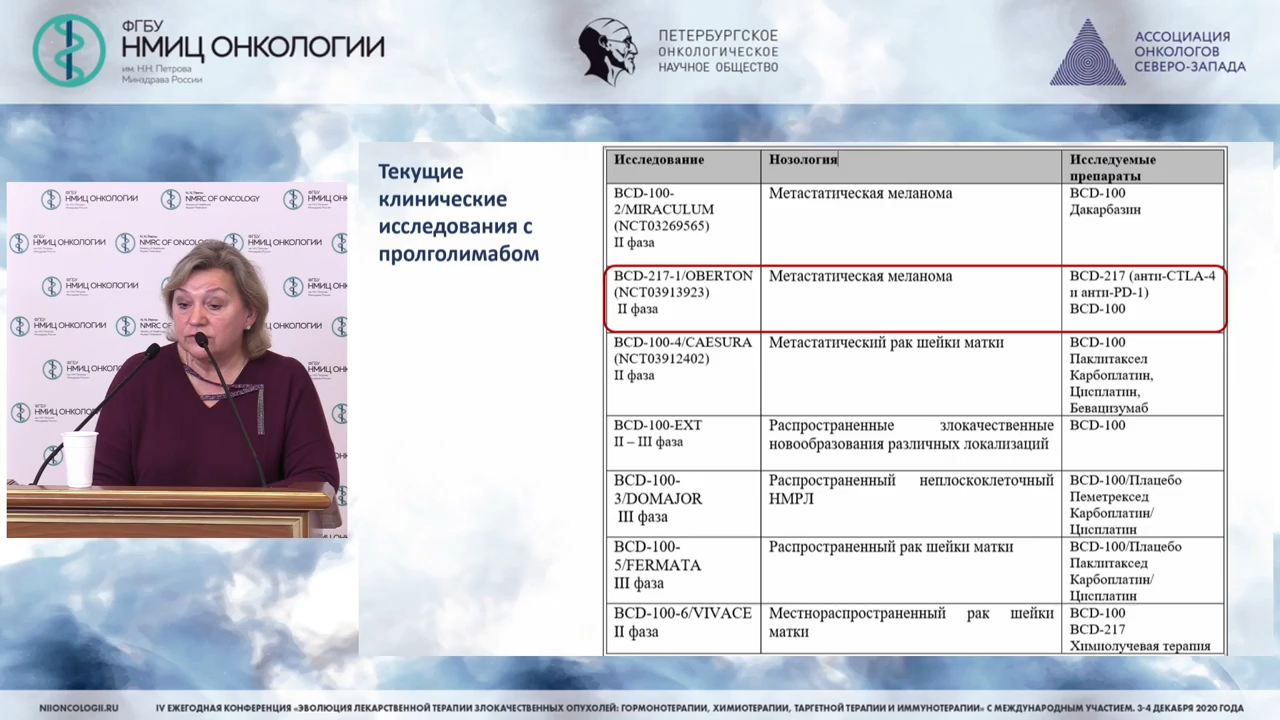 ФГБУ
НМИЦ ОНКОЛОГИИ
им. Н.Н. Петрова
Минздрава России
ПЕТЕРБУРГСКОЕ
ОНКОЛОГИЧЕСКОЕ
НАУЧНОЕ ОБЩЕСТВО
АССОЦИАЦИЯ
ОНКОЛОГОВ
СЕВЕРО-ЗАПАДА
НМИЦ ОНКОЛОГИИ
NMRC OF ONCOLOGY
НМИЦ ОНКОЛОГИИ
Текущие
клинические
исследования с
пролголимабом
Исследование
Нозология
Исследуемые
препараты
BCD-100-
2/MIRACULUM
(NCT03269565)
II фаза
Метастатическая меланома
BCD-100
Дакарбазин
BCD-217-1/OBERTON
(NCT03913923)
II фаза
Метастатическая меланома
BCD-217 (анти-CTLA-4
и анти-PD-1)
BCD-100
BCD-100-4/CAESURA
(NCT03912402)
II фаза
Метастатический рак шейки матки
BCD-100
Паклитаксел
Карбоплатин,
Цисплатин,
Бевацизумаб
BCD-100-EXT
II – III фаза
Распространенные злокачественные
новообразования различных локализаций
BCD-100
BCD-100-
3/DOMAJOR
III фаза
Распространенный неплоскоклеточный
НМРЛ
BCD-100/Плацебо
Пеметрексед
Карбоплатин/
Цисплатин
BCD-100-
5/FERMATA
III фаза
Распространенный рак шейки матки
BCD-100/Плацебо
Паклитаксед
Карбоплатин/
Цисплатин
BCD-100-6/VIVACE
II фаза
Местнораспространенный рак шейки
матки
BCD-100
BCD-217
Химиолучевая терапия
NIIONCOLOGII.RU
IV ЕЖЕГОДНАЯ КОНФЕРЕНЦИЯ «ЭВОЛЮЦИЯ ЛЕКАРСТВЕННОЙ ТЕРАПИИ ЗЛОКАЧЕСТВЕННЫХ ОПУХОЛЕЙ: ГОРМОНОТЕРАПИИ, ХИМИОТЕРАПИИ, ТАРГЕТНОЙ ТЕРАПИИ И ИММУНОТЕРАПИИ» С МЕЖДУНАРОДНЫМ УЧАСТИЕМ. 3-4 ДЕКАБРЯ 2020 ГОДА